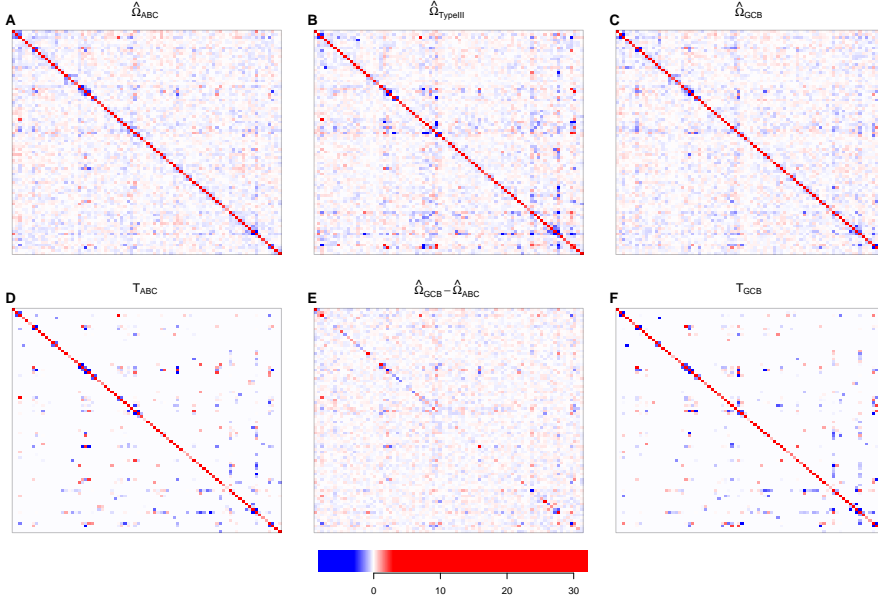 A Ω̂ABC
B Ω̂TypeIII
C Ω̂GCB
D TABC
E Ω̂GCB − Ω̂ABC
F TGCB
0 10 20 30